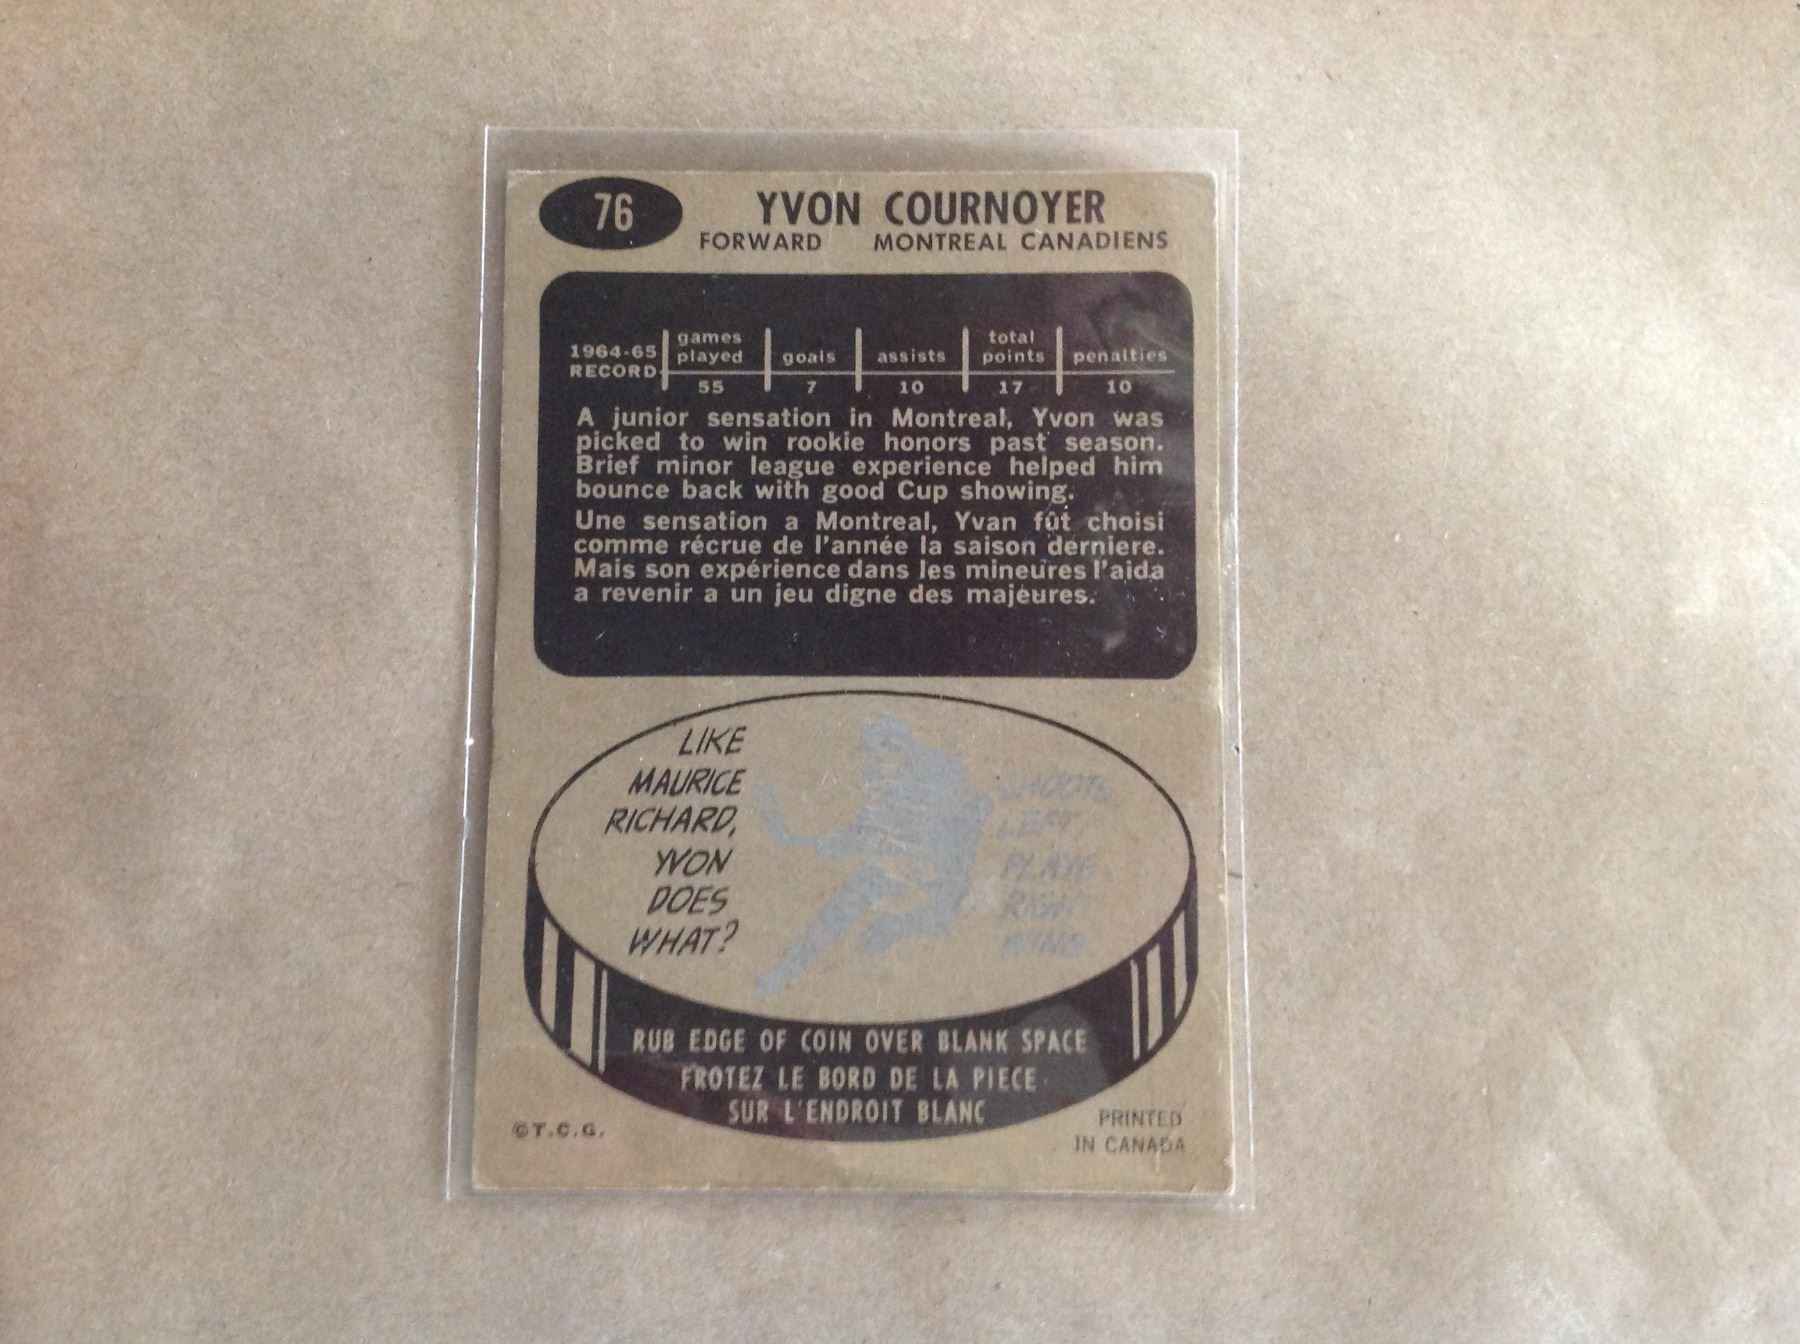 76
YVON COURNOYER
FORWARD MONTREAL CANADIENS
1964-65 RECORD games played goals assists total points penalties
55 7 10 17 10
A junior sensation in Montreal, Yvon was
picked to win rookie honors past season.
Brief minor league experience helped him
bounce back with good Cup showing.
Une sensation a Montreal, Yvan fût choisi
comme récrue de l'année la saison derniere.
Mais son expérience dans les mineures l'aida
a revenir a un jeu digne des majeures.
LIKE
MAURICE
RICHARD,
YVON
DOES
WHAT?
SHOOTS
LEFT
PLAYS
RIGHT
WING
RUB EDGE OF COIN OVER BLANK SPACE
FROTEZ LE BORD DE LA PIECE
SUR L'ENDROIT BLANC
©T.C.G.
PRINTED
IN CANADA